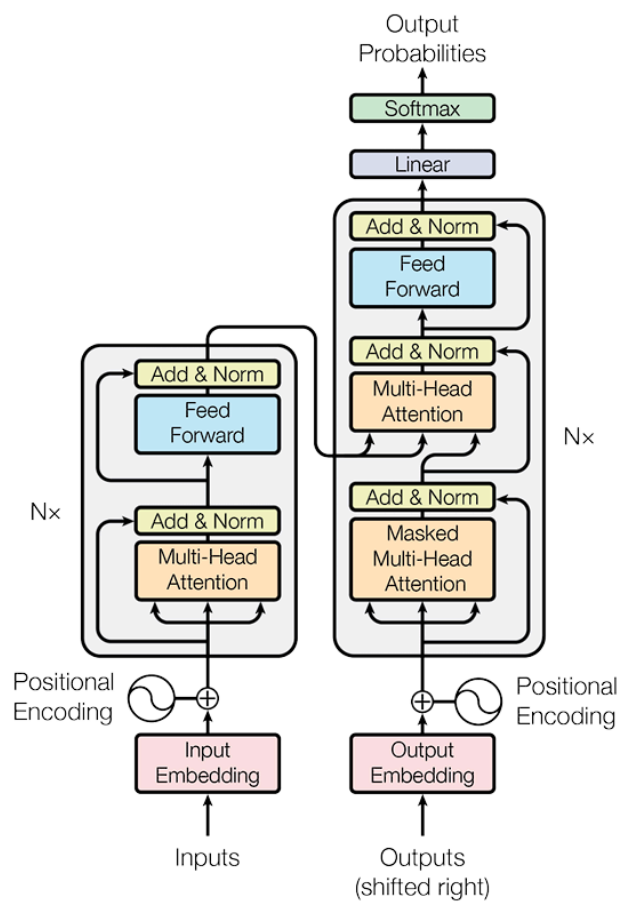 Output
Probabilities
Softmax
Linear
Add & Norm
Feed
Forward
Add & Norm
Multi-Head
Attention
Nx
Add & Norm
Masked
Multi-Head
Attention
Add & Norm
Feed
Forward
Nx
Add & Norm
Multi-Head
Attention
Positional
Encoding
Positional
Encoding
Input
Embedding
Output
Embedding
Inputs
Outputs
(shifted right)